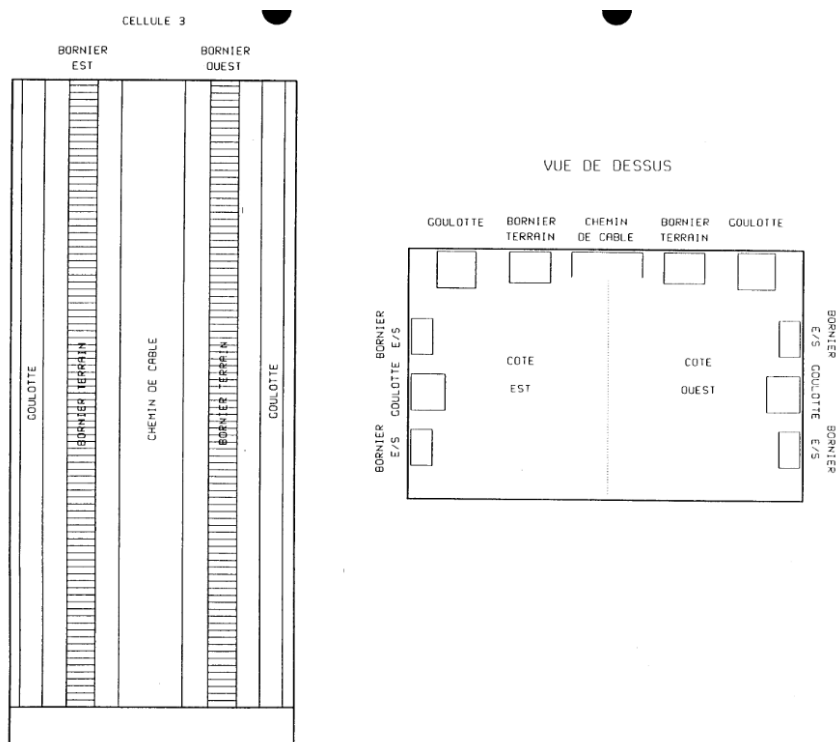 CELLULE 3
BORNIER
EST
BORNIER
OUEST
GOULOTTE
BORNIER TERRAIN
CHEMIN DE CABLE
BORNIER TERRAIN
GOULOTTE
VUE DE DESSUS
GOULOTTE
BORNIER
TERRAIN
CHEMIN
DE CABLE
BORNIER
TERRAIN
GOULOTTE
BORNIER
E/S
GOULOTTE
BORNIER
E/S
COTE
EST
COTE
OUEST
BORNIER
E/S
GOULOTTE
BORNIER
E/S